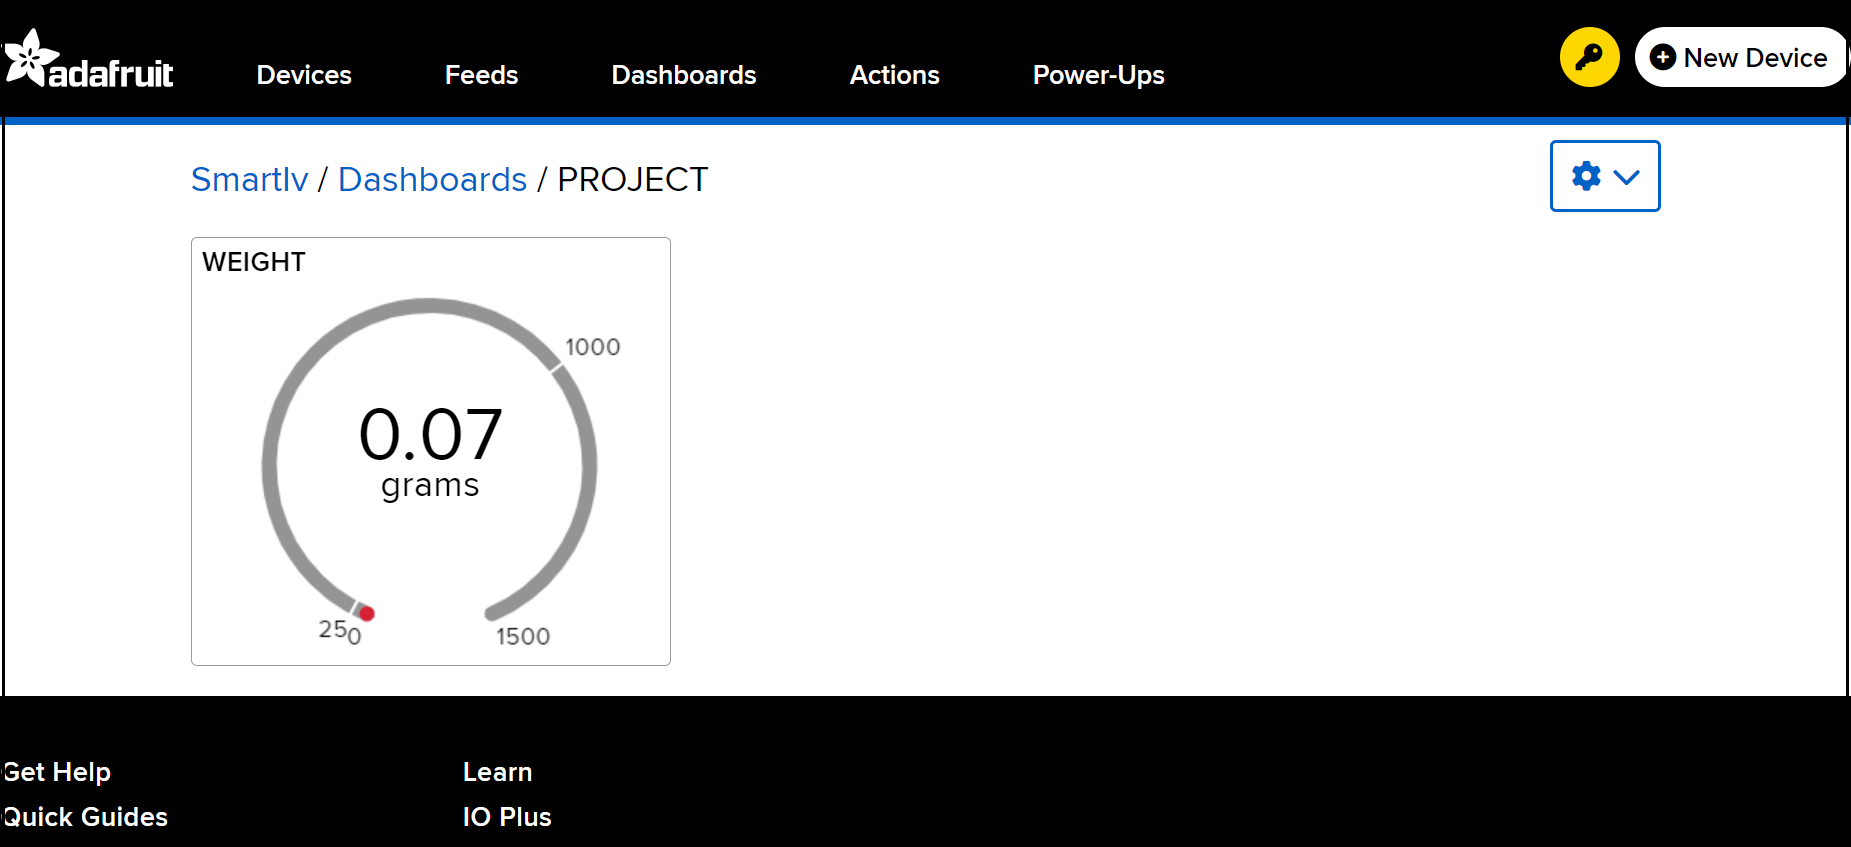 adafruit
Devices
Feeds
Dashboards
Actions
Power-Ups
New Device
Smartlv / Dashboards / PROJECT
WEIGHT
1000
0.07
grams
25
0
1500
Get Help
Learn
Quick Guides
IO Plus